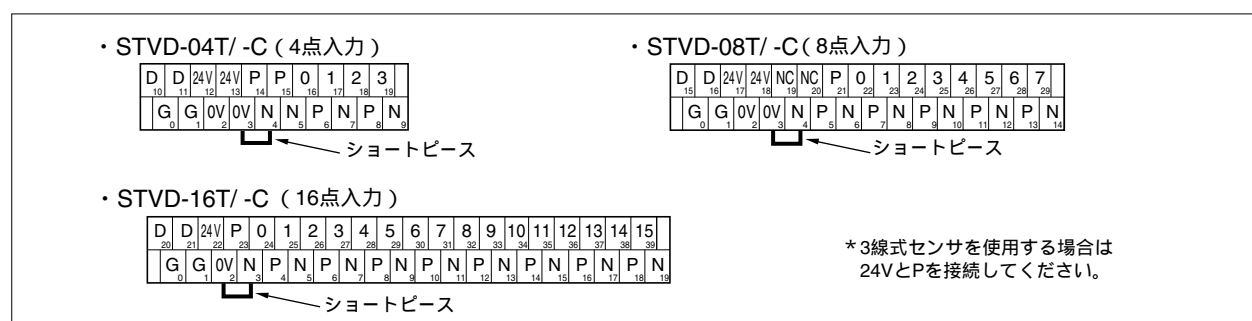 ・STVD-04T/ -C（4点入力）
D D 24V 24V P P 0 1 2 3
10 11 12 13 14 15 16 17 18 19
G G 0V 0V N N P N P N
0 1 2 3 4 5 6 7 8 9
ショートピース
・STVD-08T/ -C（8点入力）
D D 24V 24V NC NC P 0 1 2 3 4 5 6 7
15 16 17 18 19 20 21 22 23 24 25 26 27 28 29
G G 0V 0V N P N P N P N P N P N
0 1 2 3 4 5 6 7 8 9 10 11 12 13 14
ショートピース
・STVD-16T/ -C（16点入力）
D D 24V P 0 1 2 3 4 5 6 7 8 9 10 11 12 13 14 15
20 21 22 23 24 25 26 27 28 29 30 31 32 33 34 35 36 37 38 39
G G 0V N P N P N P N P N P N P N P N P N
0 1 2 3 4 5 6 7 8 9 10 11 12 13 14 15 16 17 18 19
ショートピース
*3線式センサを使用する場合は
24VとPを接続してください。